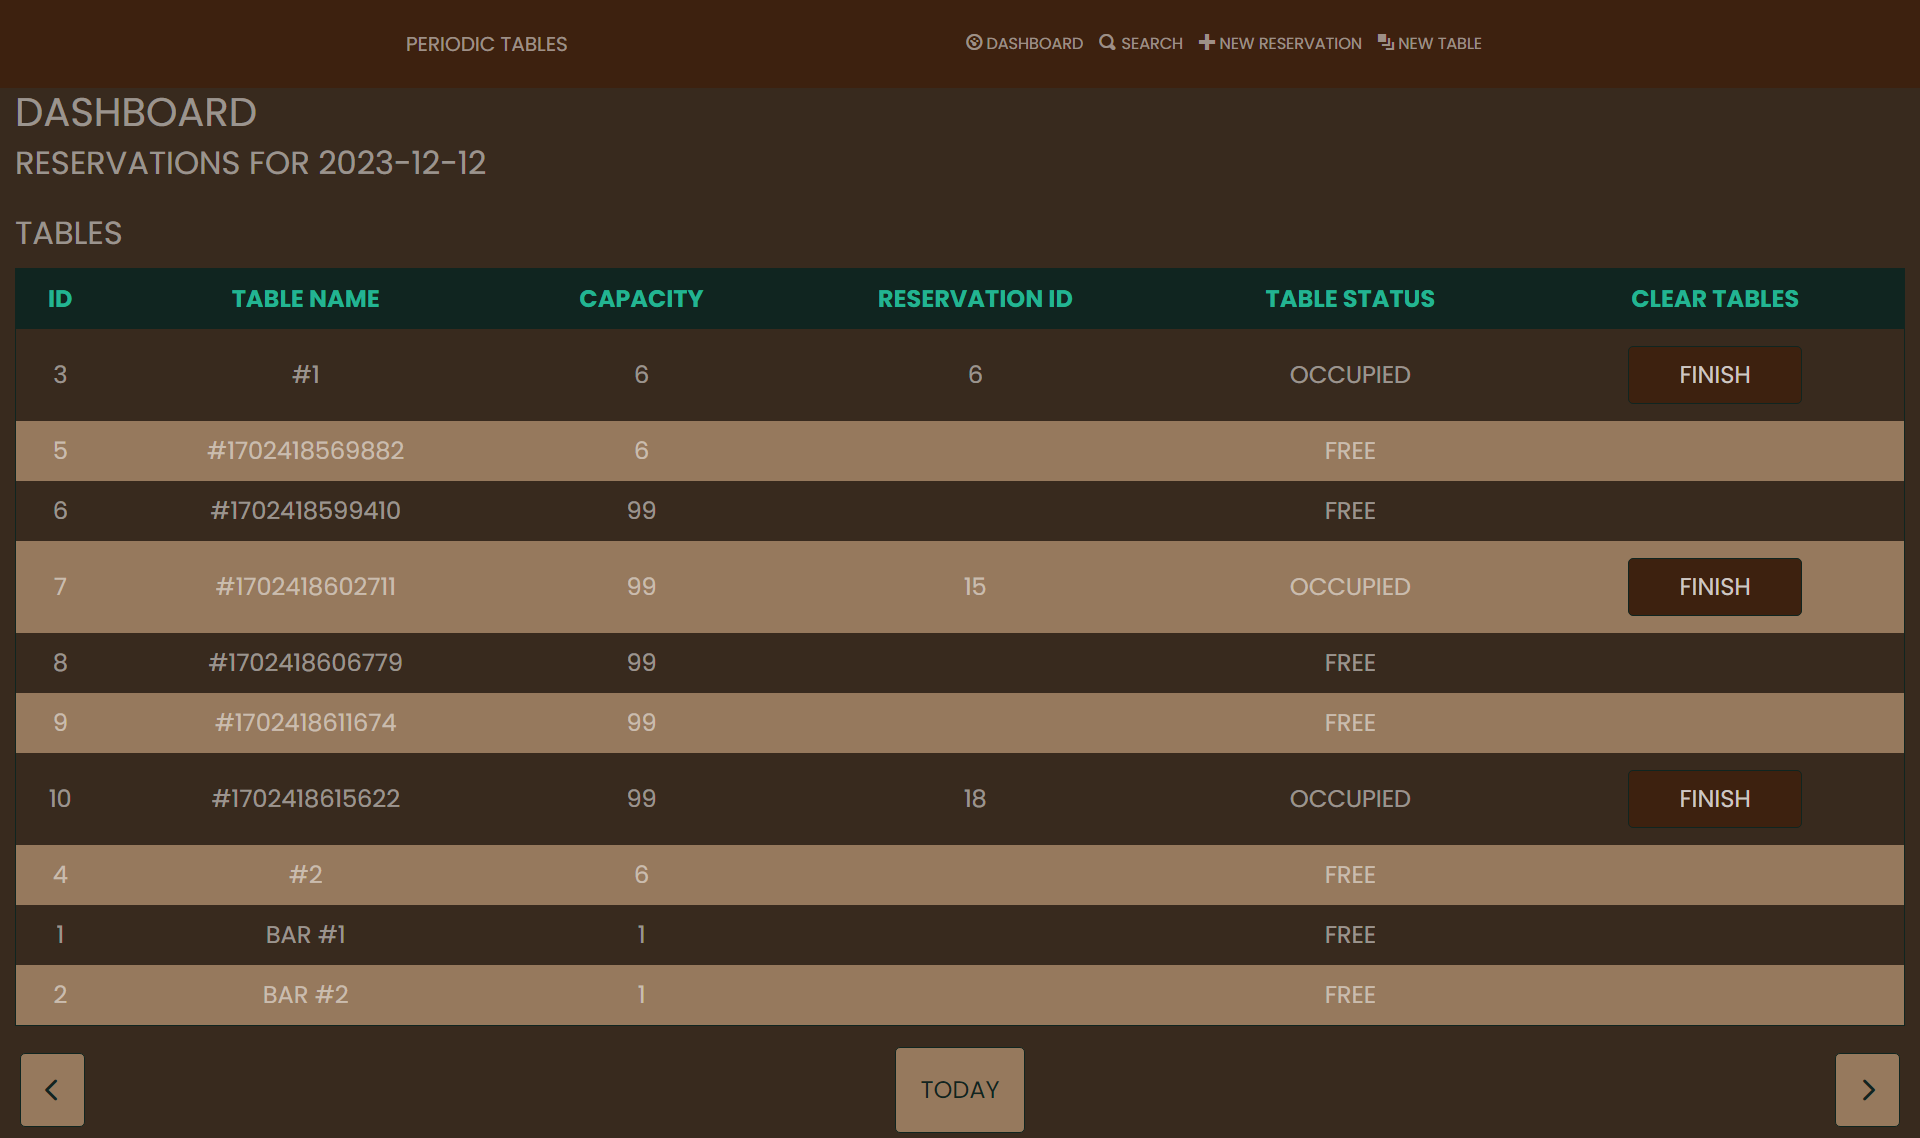 PERIODIC TABLES
DASHBOARD SEARCH NEW RESERVATION NEW TABLE
DASHBOARD
RESERVATIONS FOR 2023-12-12
TABLES
ID TABLE NAME CAPACITY RESERVATION ID TABLE STATUS CLEAR TABLES
3 #1 6 6 OCCUPIED FINISH
5 #1702418569882 6 FREE
6 #1702418599410 99 FREE
7 #1702418602711 99 15 OCCUPIED FINISH
8 #1702418606779 99 FREE
9 #1702418611674 99 FREE
10 #1702418615622 99 18 OCCUPIED FINISH
4 #2 6 FREE
1 BAR #1 1 FREE
2 BAR #2 1 FREE
TODAY